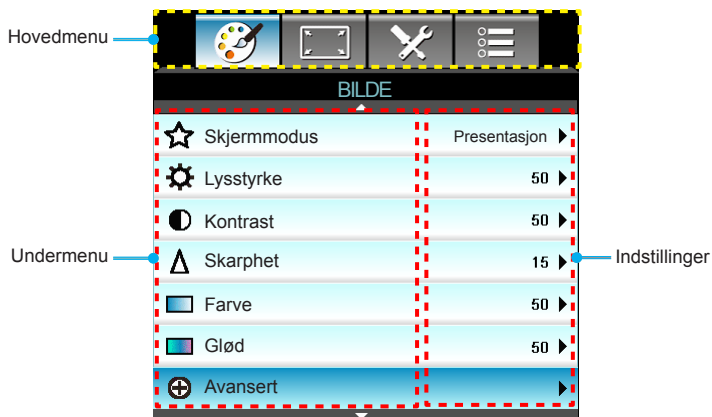 Hovedmenu
BILDE
Skjermmodus Presentasjon
Lysstyrke 50
Kontrast 50
Undermenu
Skarphet 15
Indstillinger
Farve 50
Glød 50
Avansert